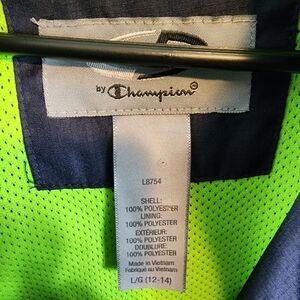 by Champion
L8754
SHELL:
100% POLYESTER
LINING:
100% POLYESTER
EXTÉRIEUR:
100% POLYESTER
DOUBLURE:
100% POLYESTER
Made in Vietnam
Fabriqué au Vietnam
L/G (12-14)